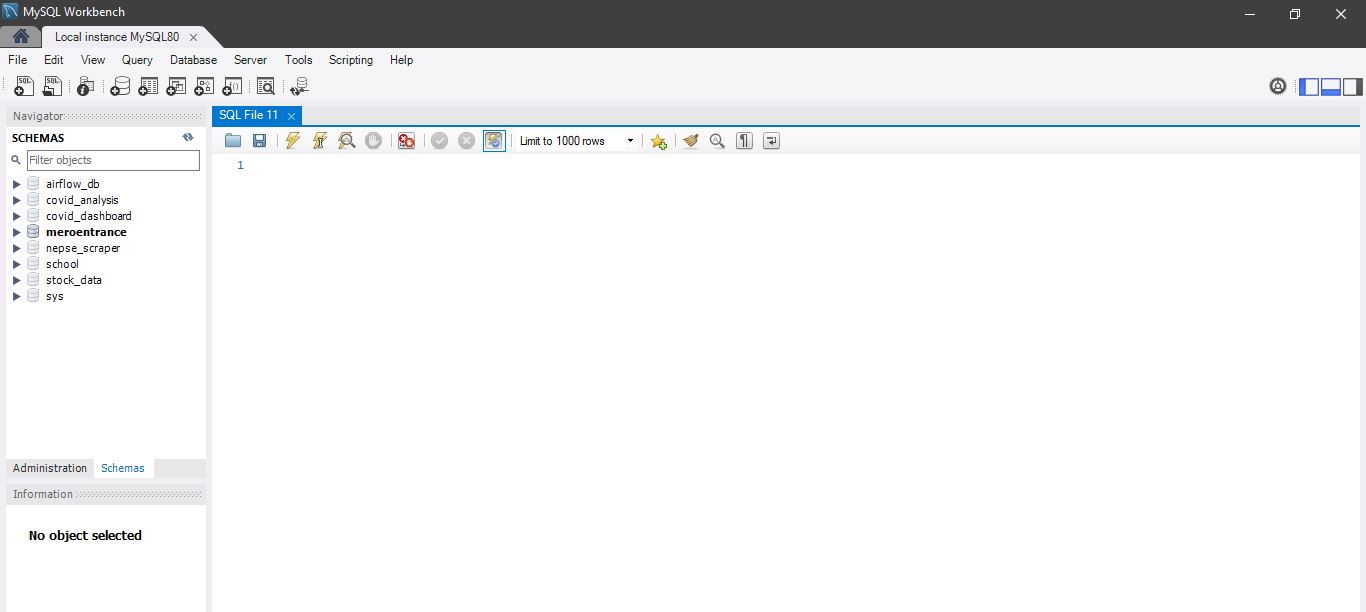 MySQL Workbench
Local instance MySQL80
File Edit View Query Database Server Tools Scripting Help
Navigator
SQL File 11
SCHEMAS
Filter objects
Limit to 1000 rows
1
airflow_db
covid_analysis
covid_dashboard
meroentrance
nepse_scraper
school
stock_data
sys
Administration Schemas
Information
No object selected